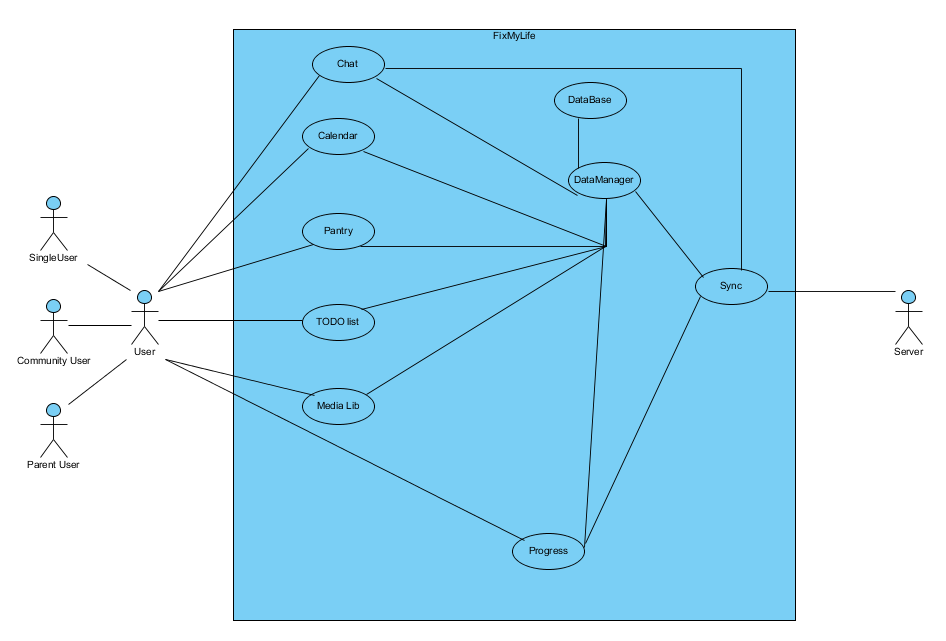 FixMyLife
Chat
DataBase
Calendar
DataManager
Pantry
SingleUser
Sync
TODO list
User
Server
Community User
Media Lib
Parent User
Progress